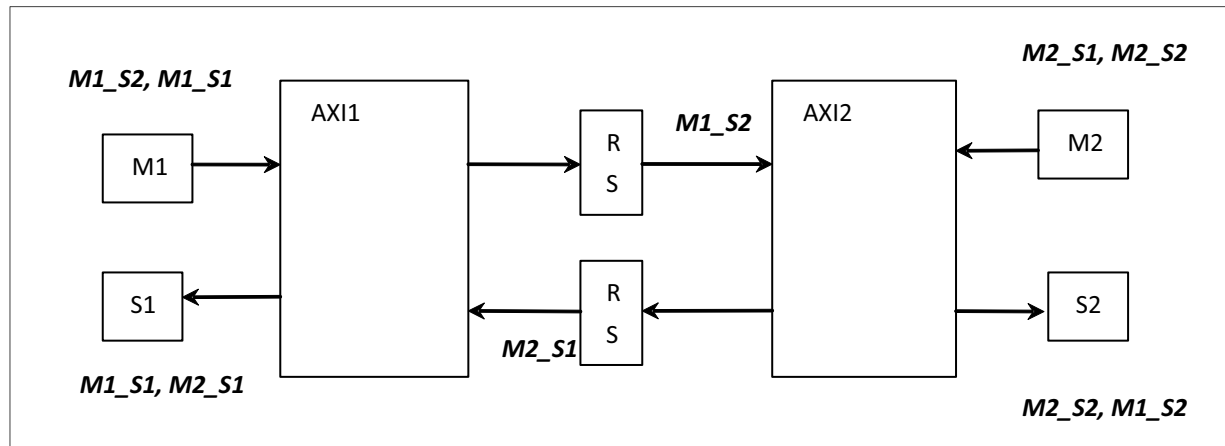 M2_S1, M2_S2
M1_S2, M1_S1
AXI1
AXI2
M1_S2
R
S
M1
M2
R
S
S1
S2
M2_S1
M1_S1, M2_S1
M2_S2, M1_S2